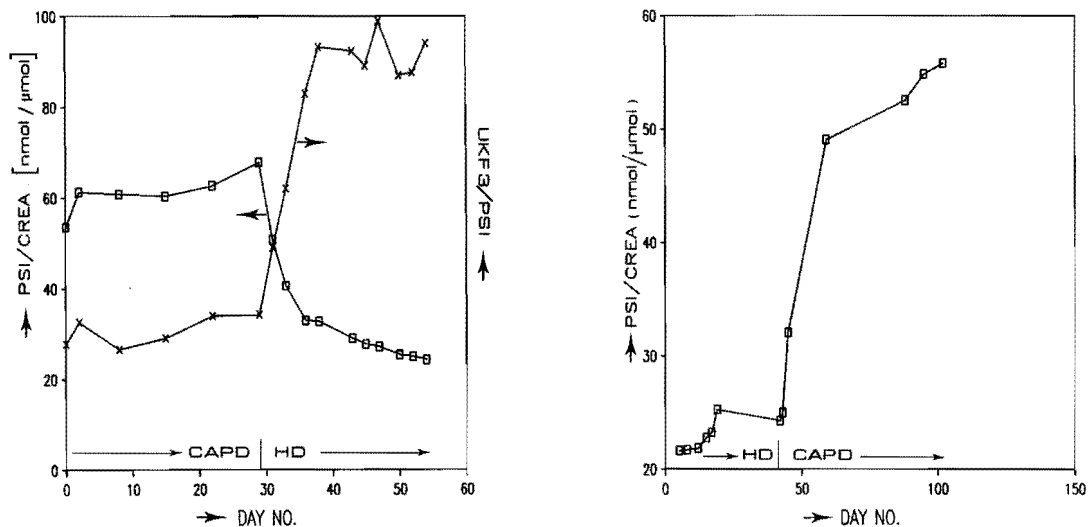 100
80
60
40
20
0
PSI/CREA [nmol/μmol]
UKF3/PSI
CAPD
HD
0 10 20 30 40 50 60
DAY NO.
60
50
40
30
20
PSI/CREA (nmol/μmol)
HD
CAPD
0 50 100 150
DAY NO.